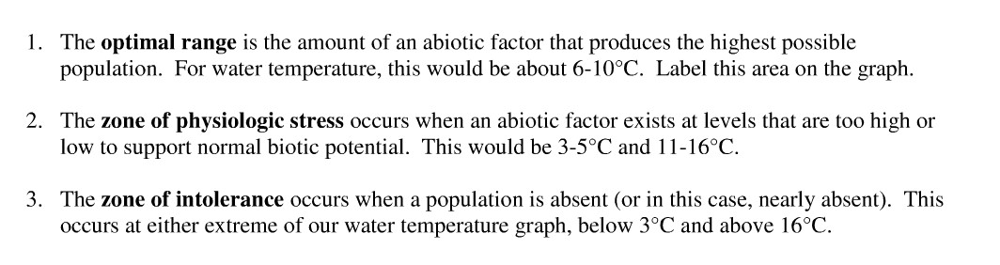 1. The optimal range is the amount of an abiotic factor that produces the highest possible
population. For water temperature, this would be about 6-10°C. Label this area on the graph.
2. The zone of physiologic stress occurs when an abiotic factor exists at levels that are too high or
low to support normal biotic potential. This would be 3-5°C and 11-16°C.
3. The zone of intolerance occurs when a population is absent (or in this case, nearly absent). This
occurs at either extreme of our water temperature graph, below 3°C and above 16°C.